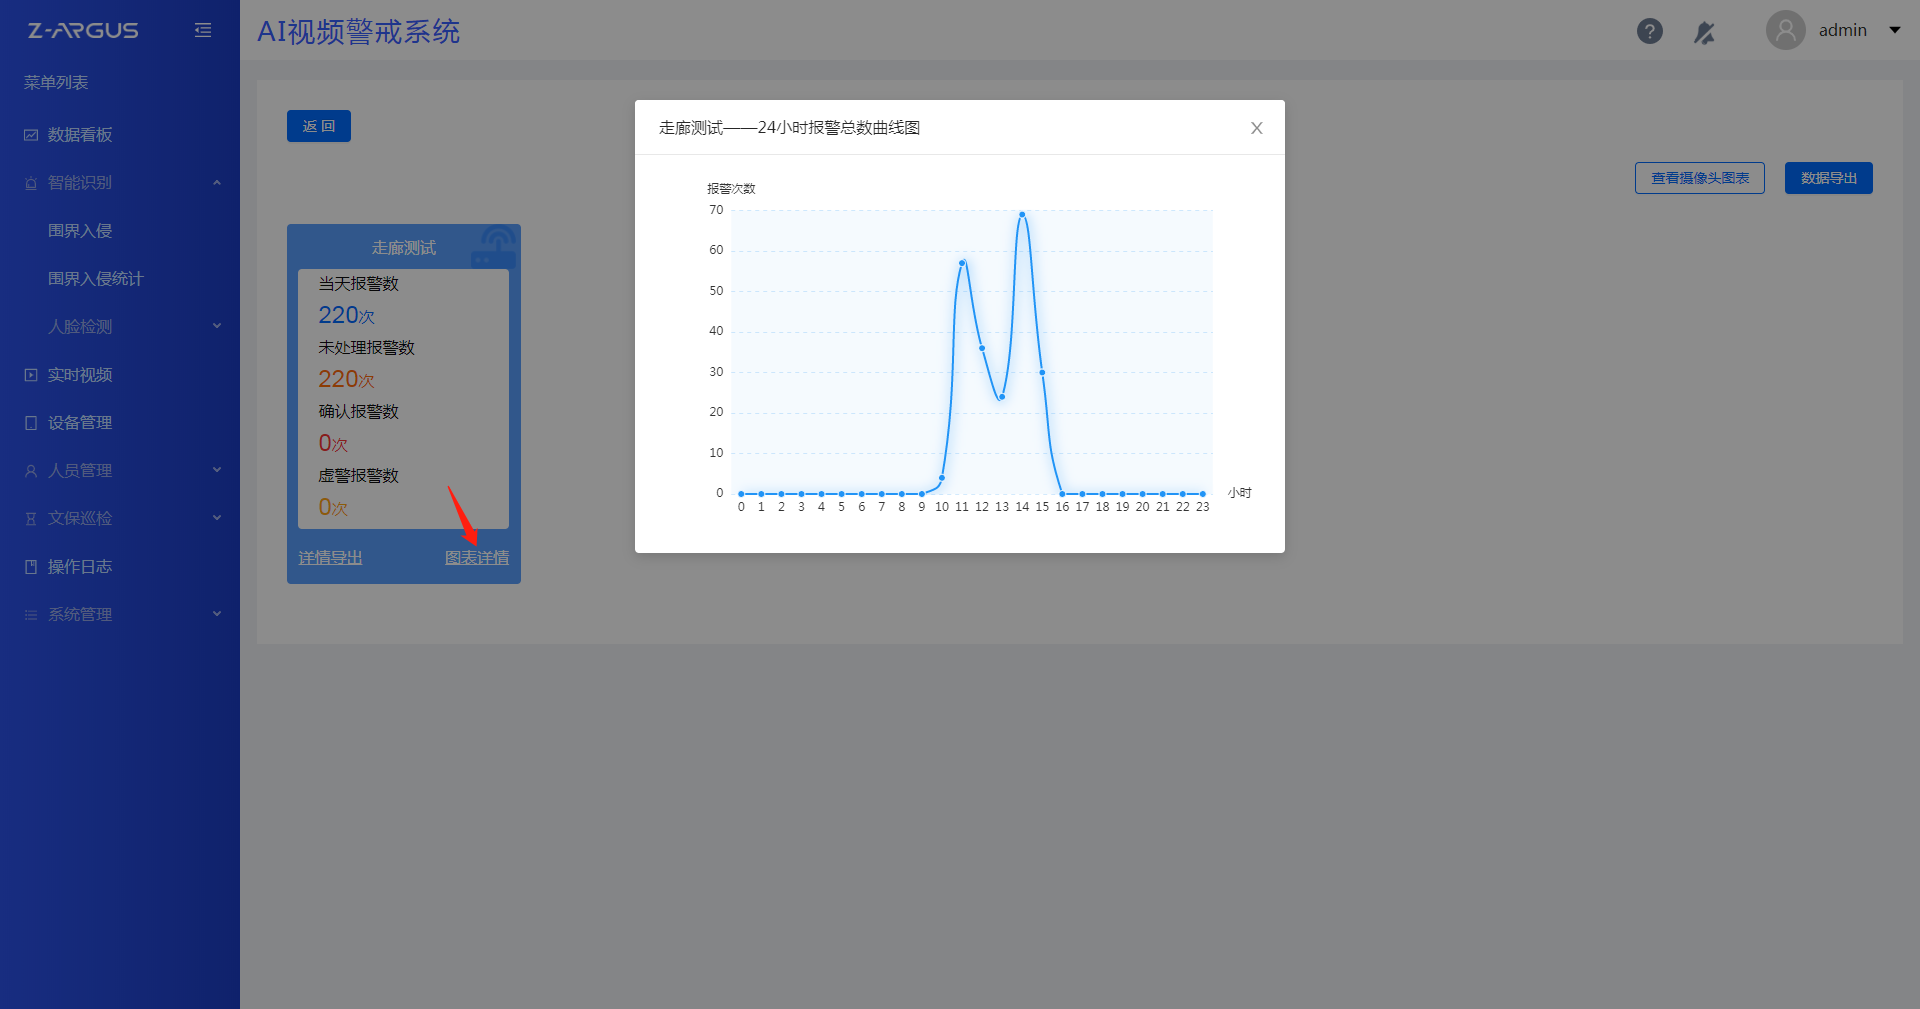 Z-ARGUS
AI视频警戒系统
?
admin
菜单列表
数据看板
智能识别
围界入侵
围界入侵统计
人脸检测
实时视频
设备管理
人员管理
文保巡检
操作日志
系统管理
返 回
查看摄像头图表
数据导出
走廊测试
当天报警数
220次
未处理报警数
220次
确认报警数
0次
虚警报警数
0次
详情导出
图表详情
走廊测试——24小时报警总数曲线图
报警次数
70
60
50
40
30
20
10
0
0 1 2 3 4 5 6 7 8 9 10 11 12 13 14 15 16 17 18 19 20 21 22 23
小时